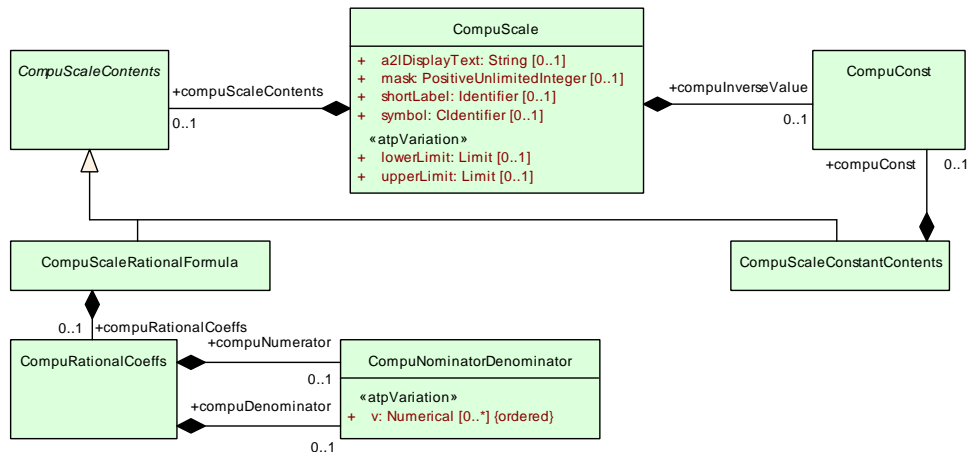 CompuScale
+ a2lDisplayText: String [0..1]
+ mask: PositiveUnlimitedInteger [0..1]
+ shortLabel: Identifier [0..1]
+ symbol: CIdentifier [0..1]
«atpVariation»
+ lowerLimit: Limit [0..1]
+ upperLimit: Limit [0..1]
CompuScaleContents
+compuScaleContents
0..1
+compuInverseValue
0..1
CompuConst
+compuConst
0..1
CompuScaleRationalFormula
CompuScaleConstantContents
0..1
+compuRationalCoeffs
CompuRationalCoeffs
+compuNumerator
0..1
+compuDenominator
0..1
CompuNominatorDenominator
«atpVariation»
+ v: Numerical [0..*] {ordered}